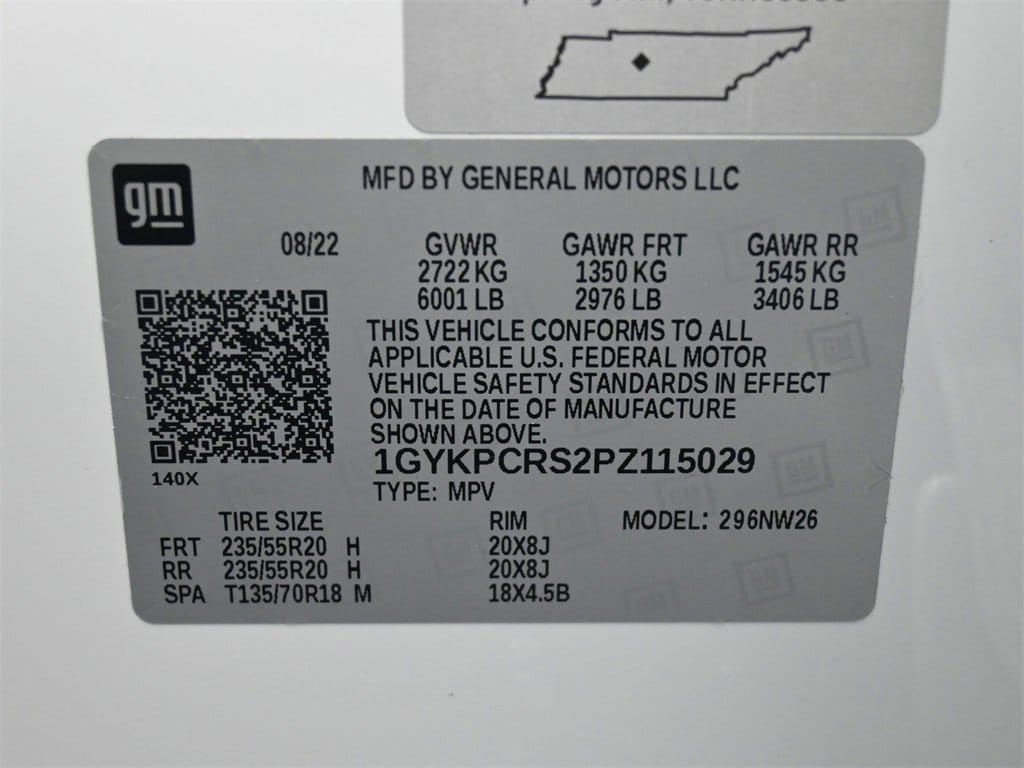 gm
MFD BY GENERAL MOTORS LLC
08/22 GVWR GAWR FRT GAWR RR
2722 KG 1350 KG 1545 KG
6001 LB 2976 LB 3406 LB
THIS VEHICLE CONFORMS TO ALL
APPLICABLE U.S. FEDERAL MOTOR
VEHICLE SAFETY STANDARDS IN EFFECT
ON THE DATE OF MANUFACTURE
SHOWN ABOVE.
1GYKPCRS2PZ115029
140X
TYPE: MPV
TIRE SIZE RIM MODEL: 296NW26
FRT 235/55R20 H 20X8J
RR 235/55R20 H 20X8J
SPA T135/70R18 M 18X4.5B